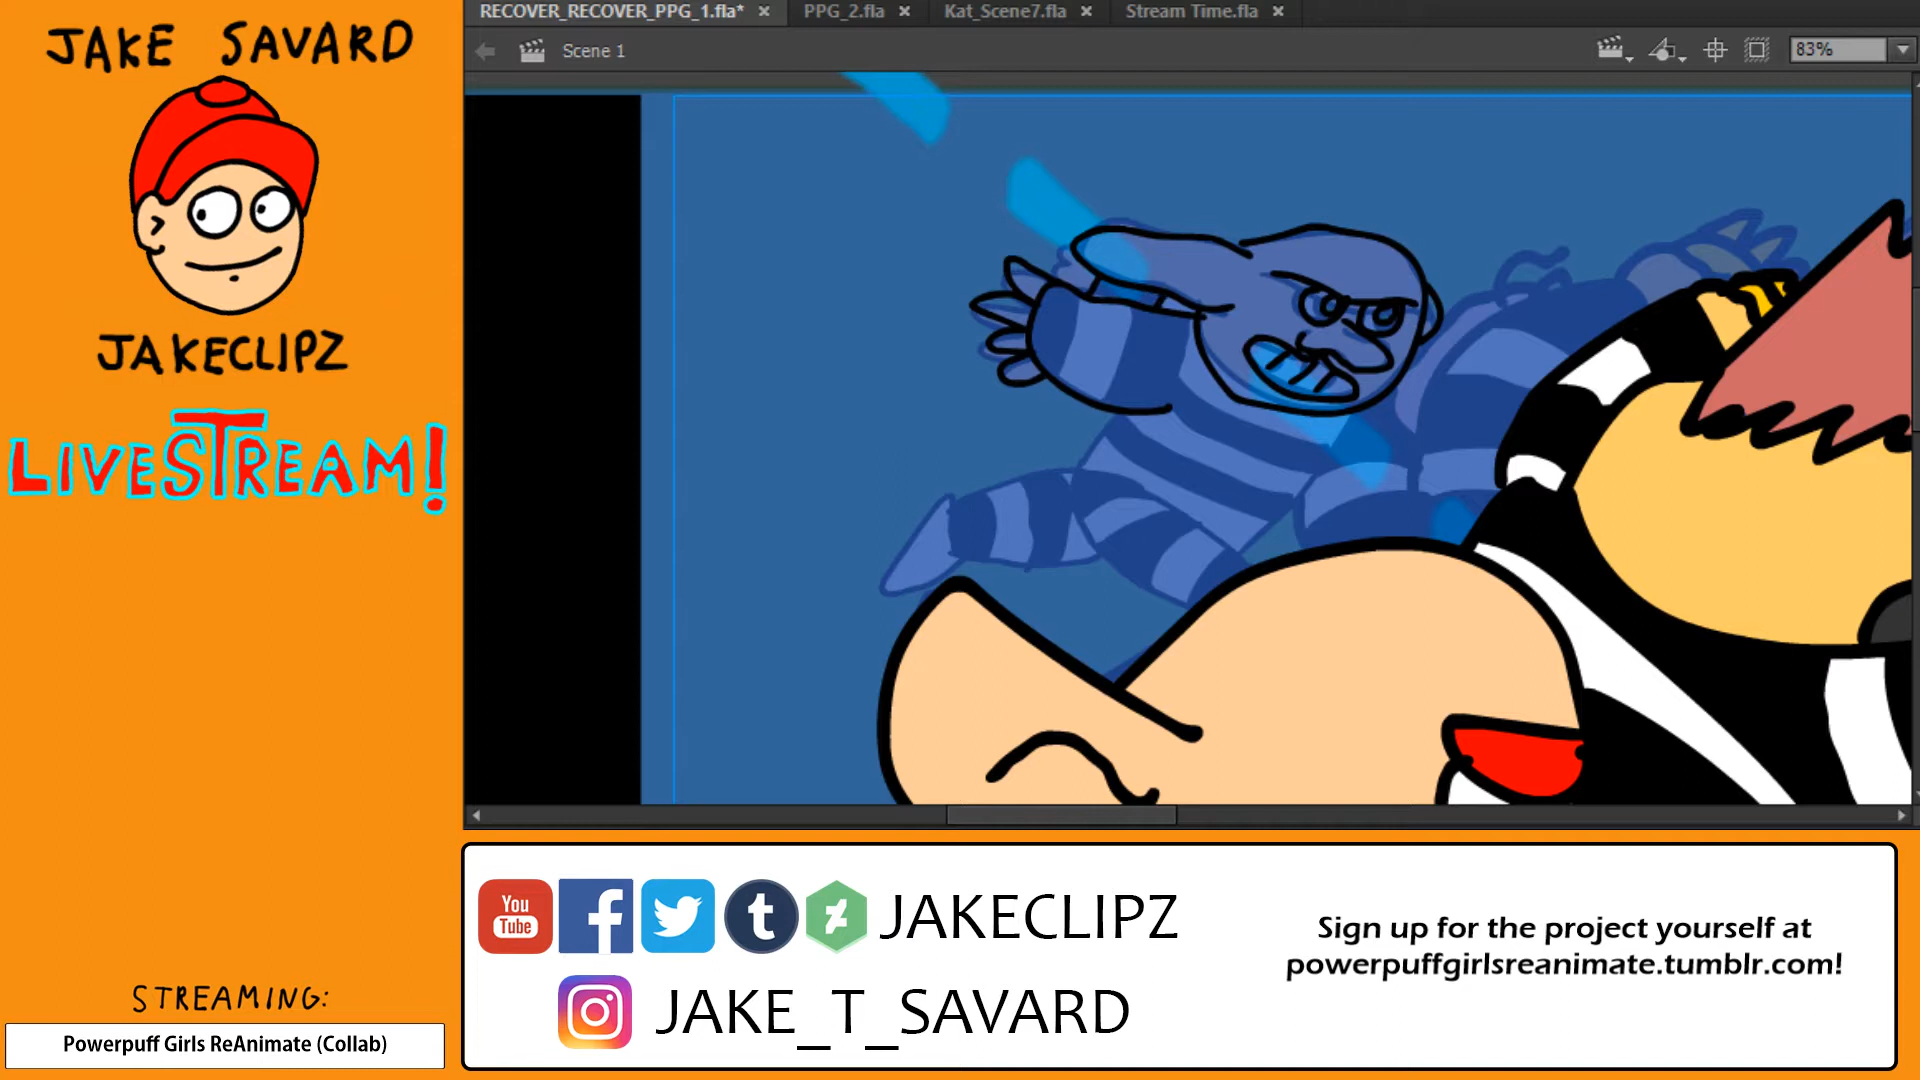 JAKE SAVARD
JAKECLIPZ
LIVESTREAM!
STREAMING:
Powerpuff Girls ReAnimate (Collab)
RECOVER_RECOVER_PPG_1.fla*
PPG_2.fla
Kat_Scene7.fla
Stream Time.fla
Scene 1
83%
You
Tube
f
t
JAKECLIPZ
JAKE_T_SAVARD
Sign up for the project yourself at
powerpuffgirlsreanimate.tumblr.com!